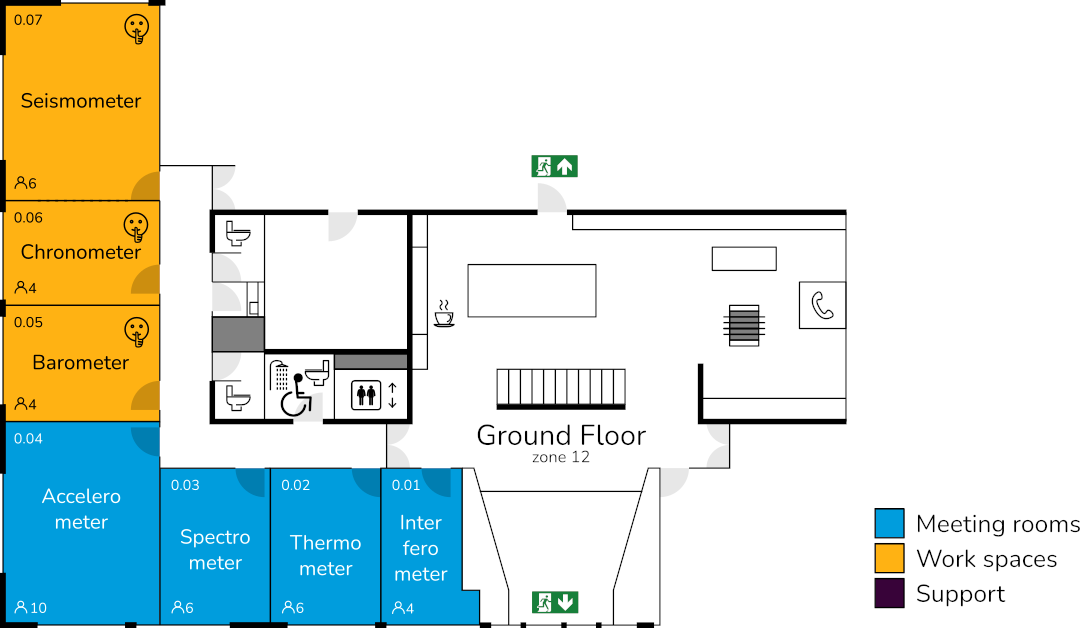 0.07
Seismometer
6
0.06
Chronometer
4
0.05
Barometer
4
0.04
Accelero
meter
10
0.03
Spectro
meter
6
0.02
Thermo
meter
6
0.01
Inter
fero
meter
4
Ground Floor
zone 12
Meeting rooms
Work spaces
Support